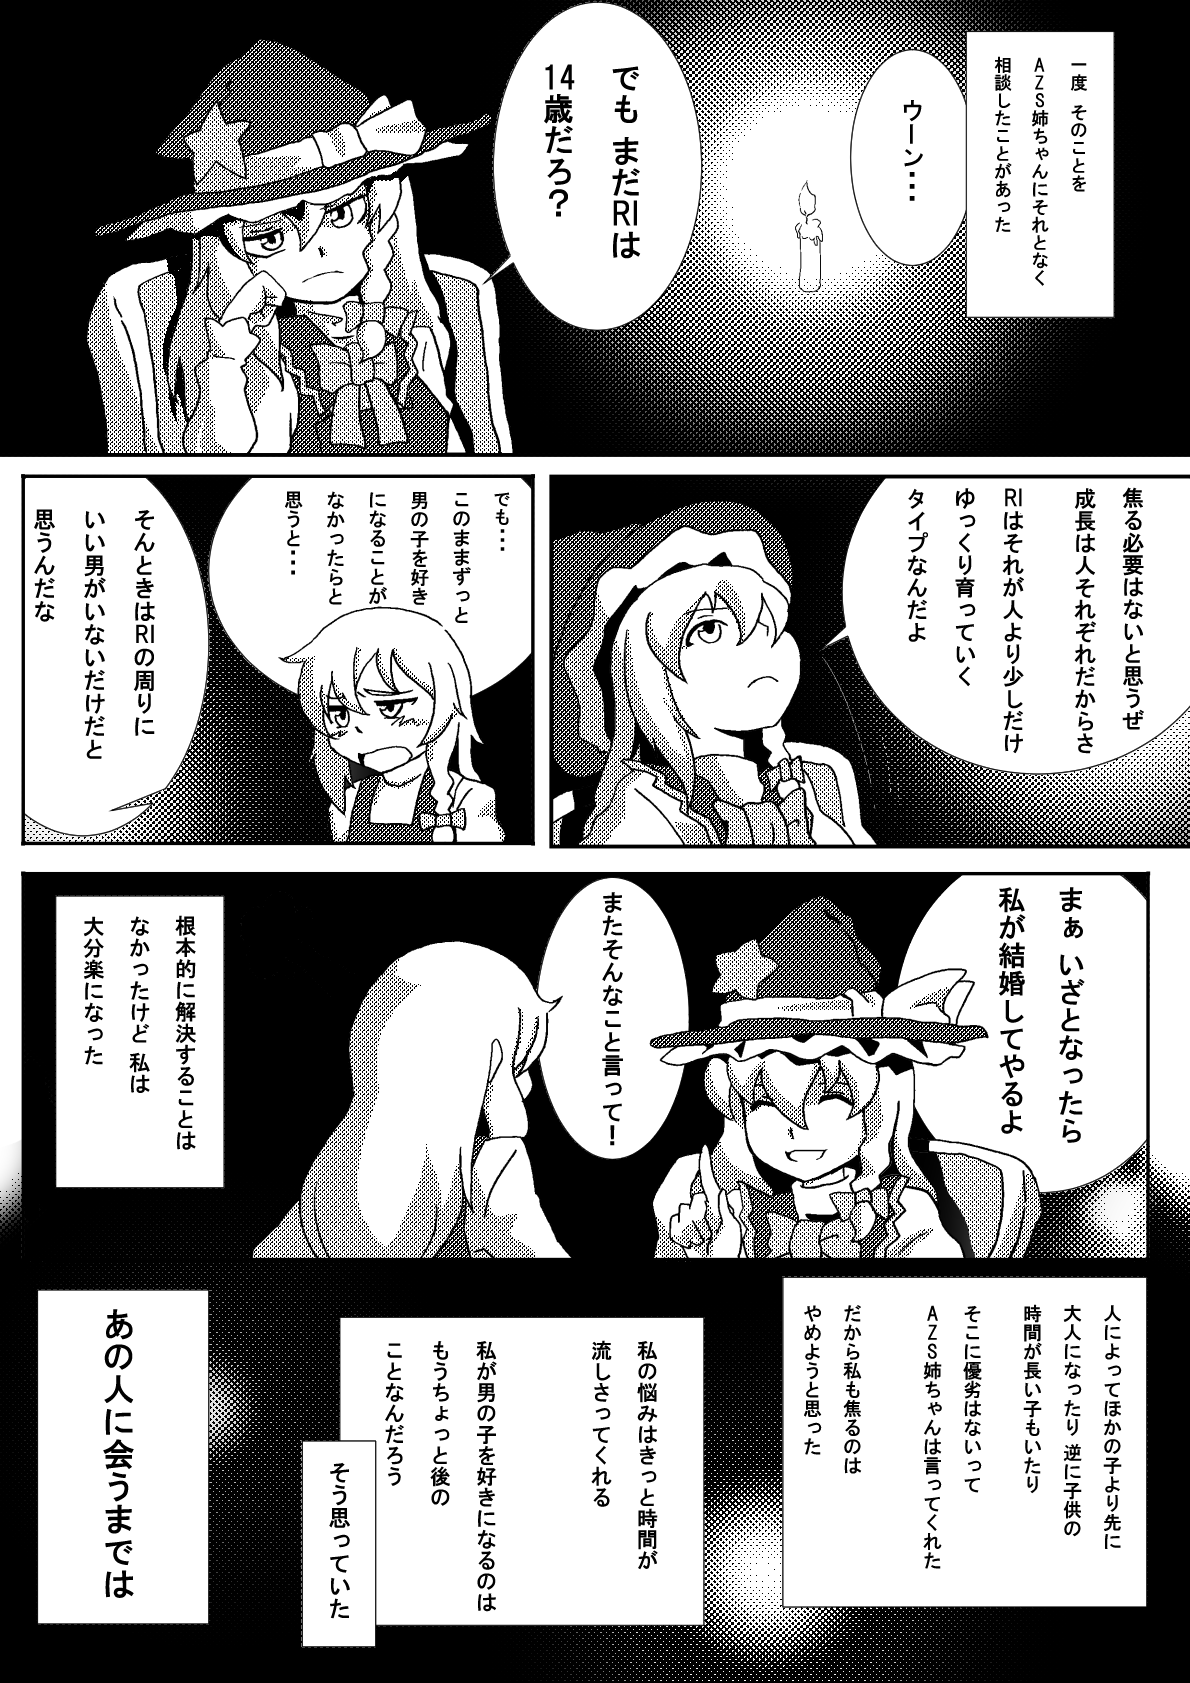 一度 そのことを
AZS姉ちゃんにそれとなく
相談したことがあった
ウーン・・・
でも まだRIは
14歳だろ？
焦る必要はないと思うぜ
成長は人それぞれだからさ
RIはそれが人より少しだけ
ゆっくり育っていく
タイプなんだよ
でも・・・
このままずっと
男の子を好き
になることが
なかったらと
思うと・・・
そんときはRIの周りに
いい男がいないだけだと
思うんだな
まぁ いざとなったら
私が結婚してやるよ
またそんなこと言って！
根本的に解決することは
なかったけど 私は
大分楽になった
人によってほかの子より先に
大人になったり 逆に子供の
時間が長い子もいたり
そこに優劣はないって
AZS姉ちゃんは言ってくれた
だから私も焦るのは
やめようと思った
私の悩みはきっと時間が
流しさってくれる
私が男の子を好きになるのは
もうちょっと後の
ことなんだろう
そう思っていた
あの人に会うまでは